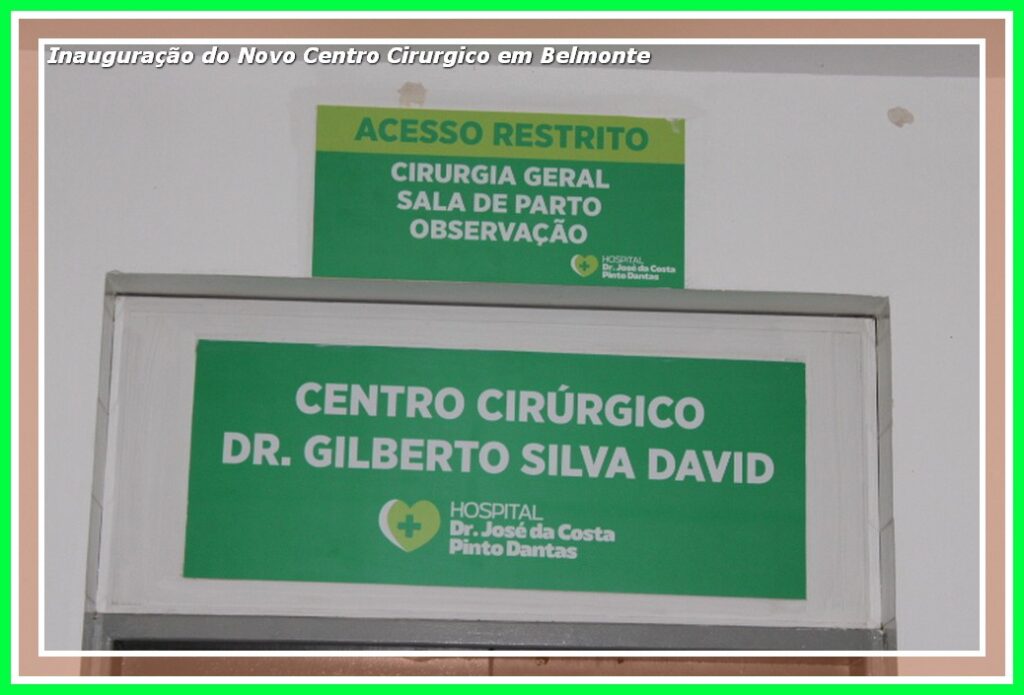 Inauguração do Novo Centro Cirurgico em Belmonte
ACESSO RESTRITO
CIRURGIA GERAL
SALA DE PARTO
OBSERVAÇÃO
HOSPITAL
Dr. José da Costa
Pinto Dantas
CENTRO CIRÚRGICO
DR. GILBERTO SILVA DAVID
HOSPITAL
Dr. José da Costa
Pinto Dantas